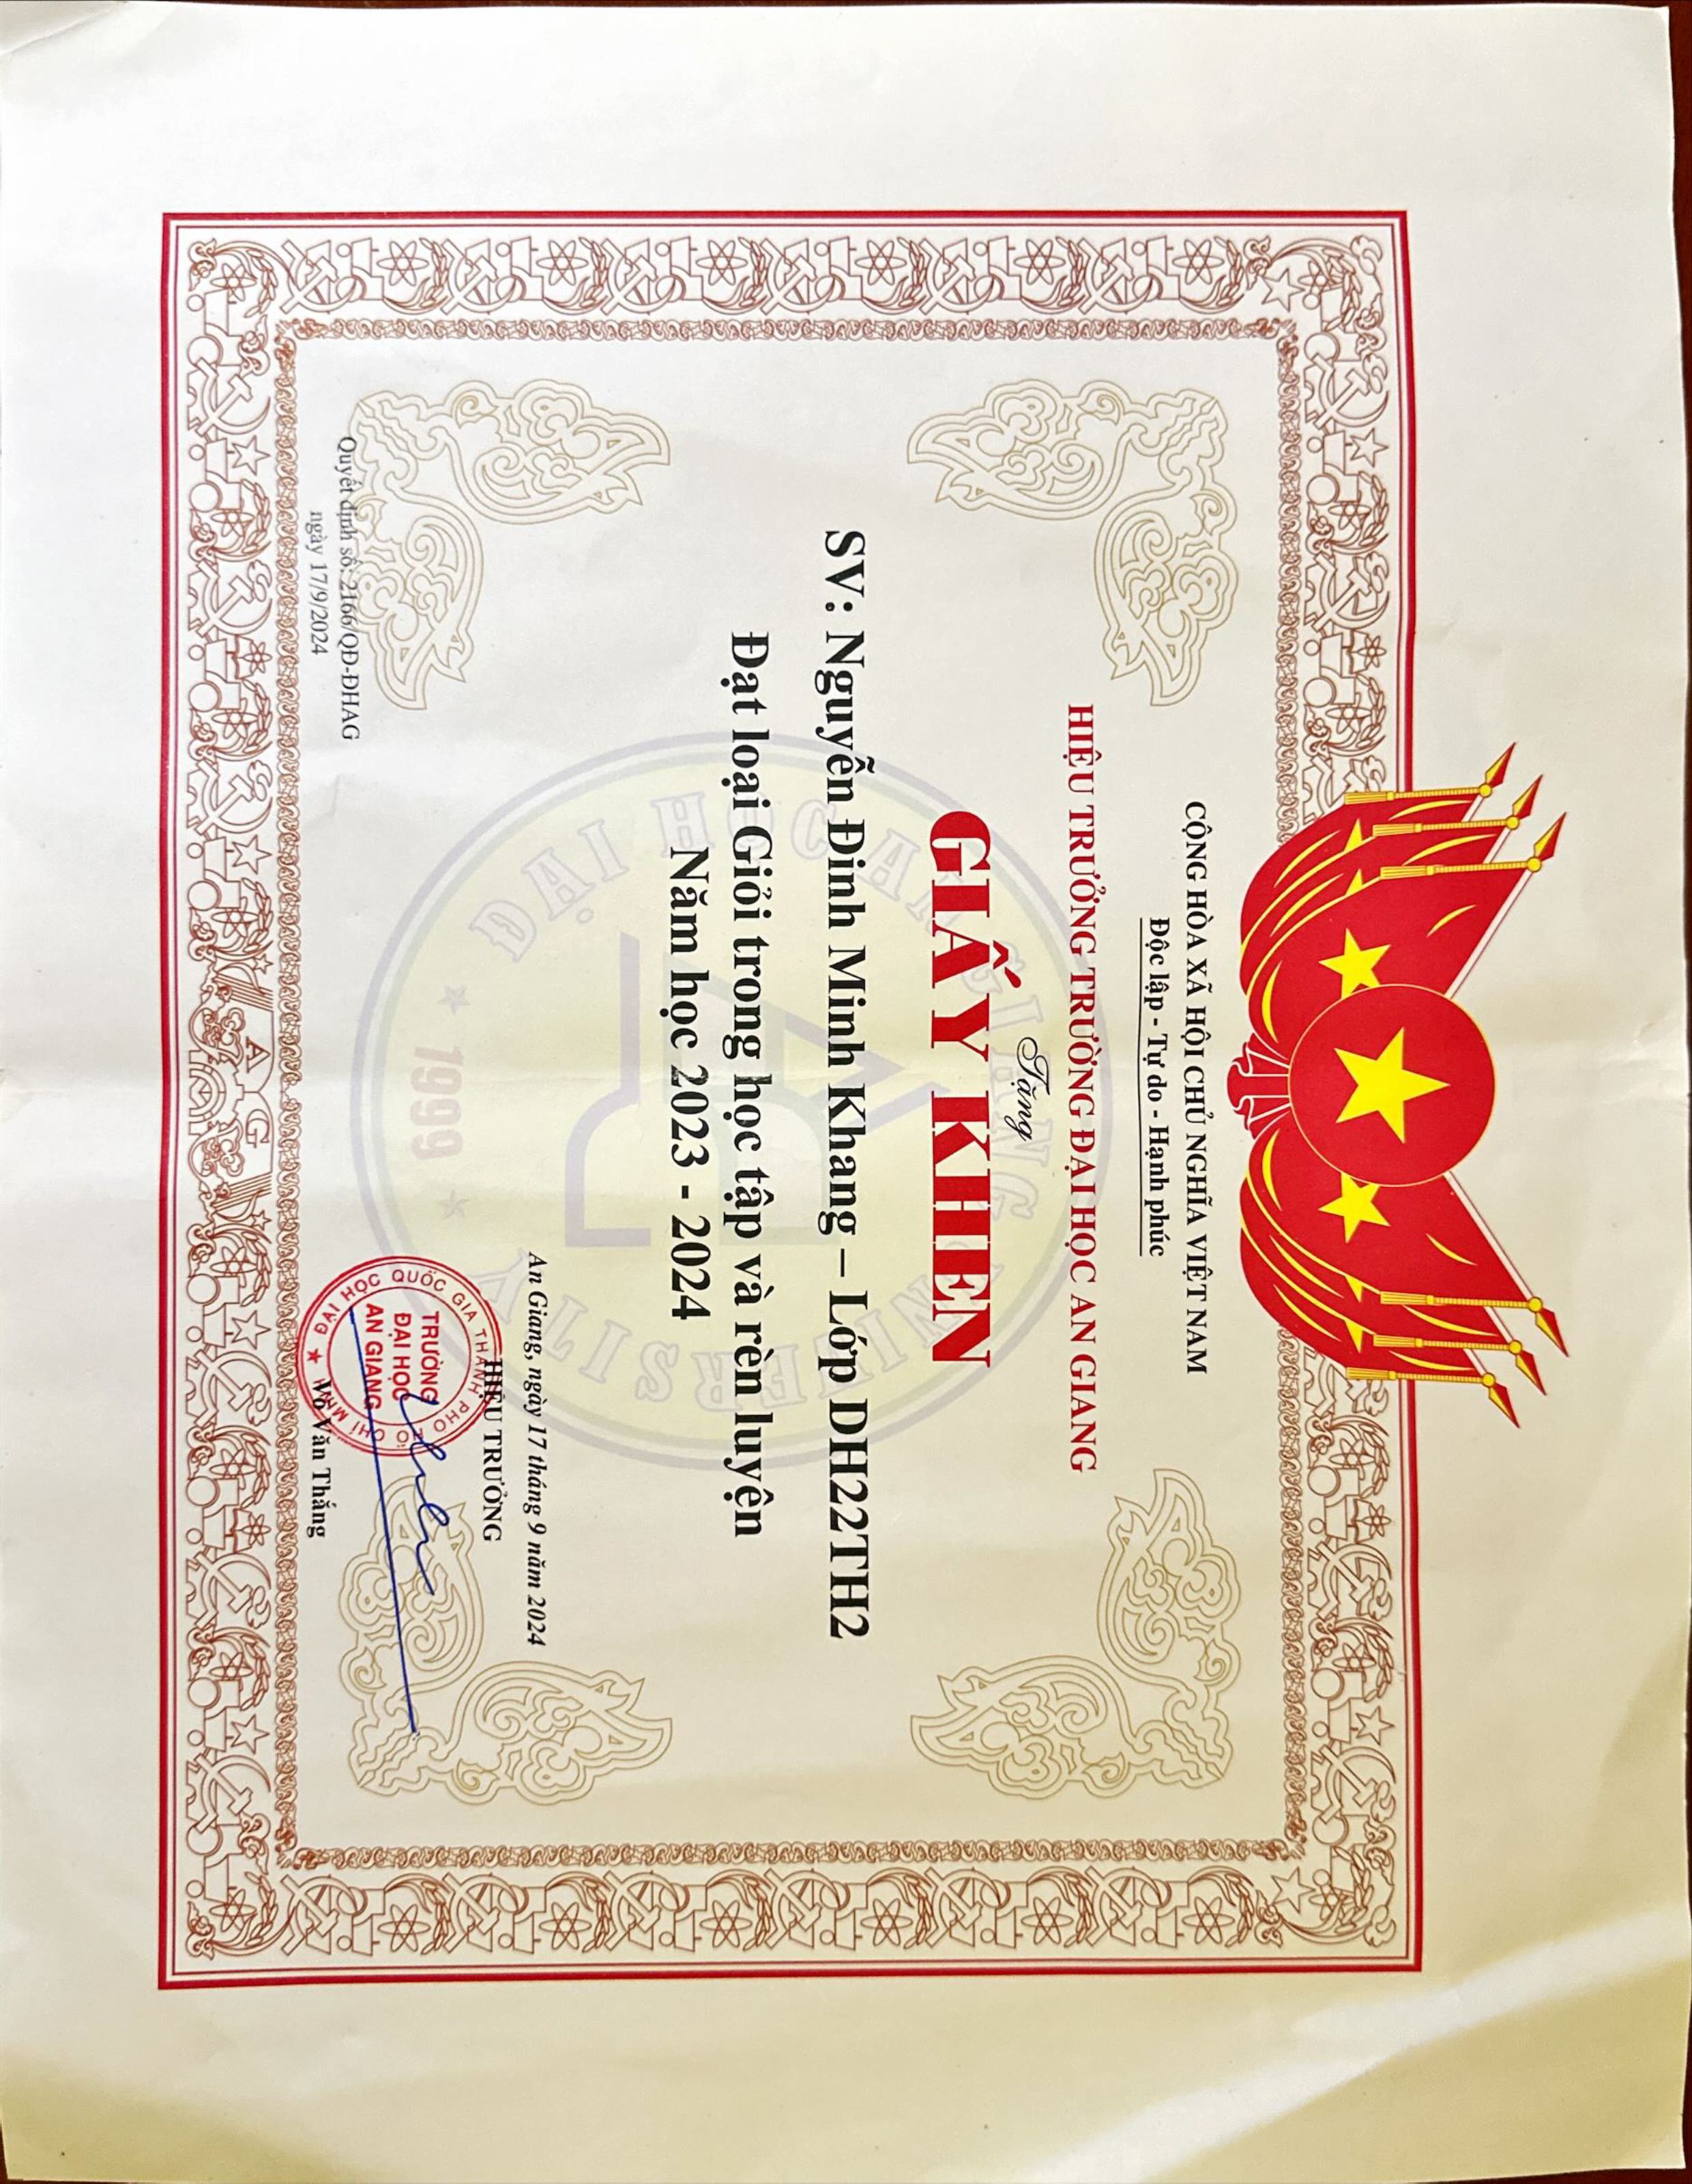 CỘNG HÒA XÃ HỘI CHỦ NGHĨA VIỆT NAM
Độc lập - Tự do - Hạnh phúc
HIỆU TRƯỞNG TRƯỜNG ĐẠI HỌC AN GIANG
Tặng
GIẤY KHEN
SV: Nguyễn Đinh Minh Khang – Lớp DH22TH2
Đạt loại Giỏi trong học tập và rèn luyện
Năm học 2023 - 2024
ĐẠI HỌC AN GIANG UNIVERSITY
1999
An Giang, ngày 17 tháng 9 năm 2024
HIỆU TRƯỞNG
ĐẠI HỌC QUỐC GIA THÀNH PHỐ HỒ CHÍ MINH
TRƯỜNG
ĐẠI HỌC
AN GIANG
Võ Văn Thắng
Quyết định số: 2166/QĐ-ĐHAG
ngày 17/9/2024
A G